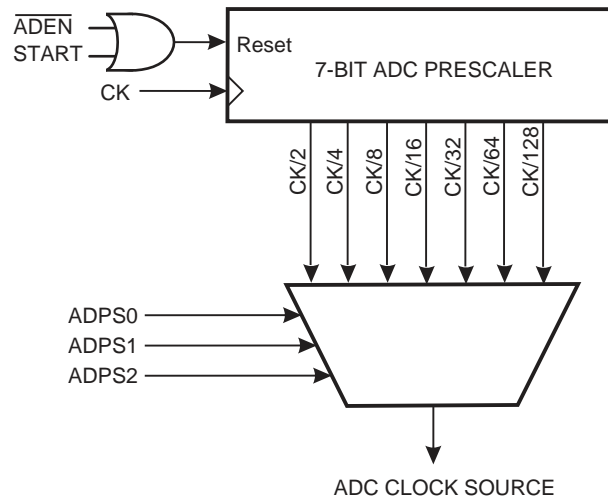 ADEN
START
Reset
7-BIT ADC PRESCALER
CK
CK/2
CK/4
CK/8
CK/16
CK/32
CK/64
CK/128
ADPS0
ADPS1
ADPS2
ADC CLOCK SOURCE